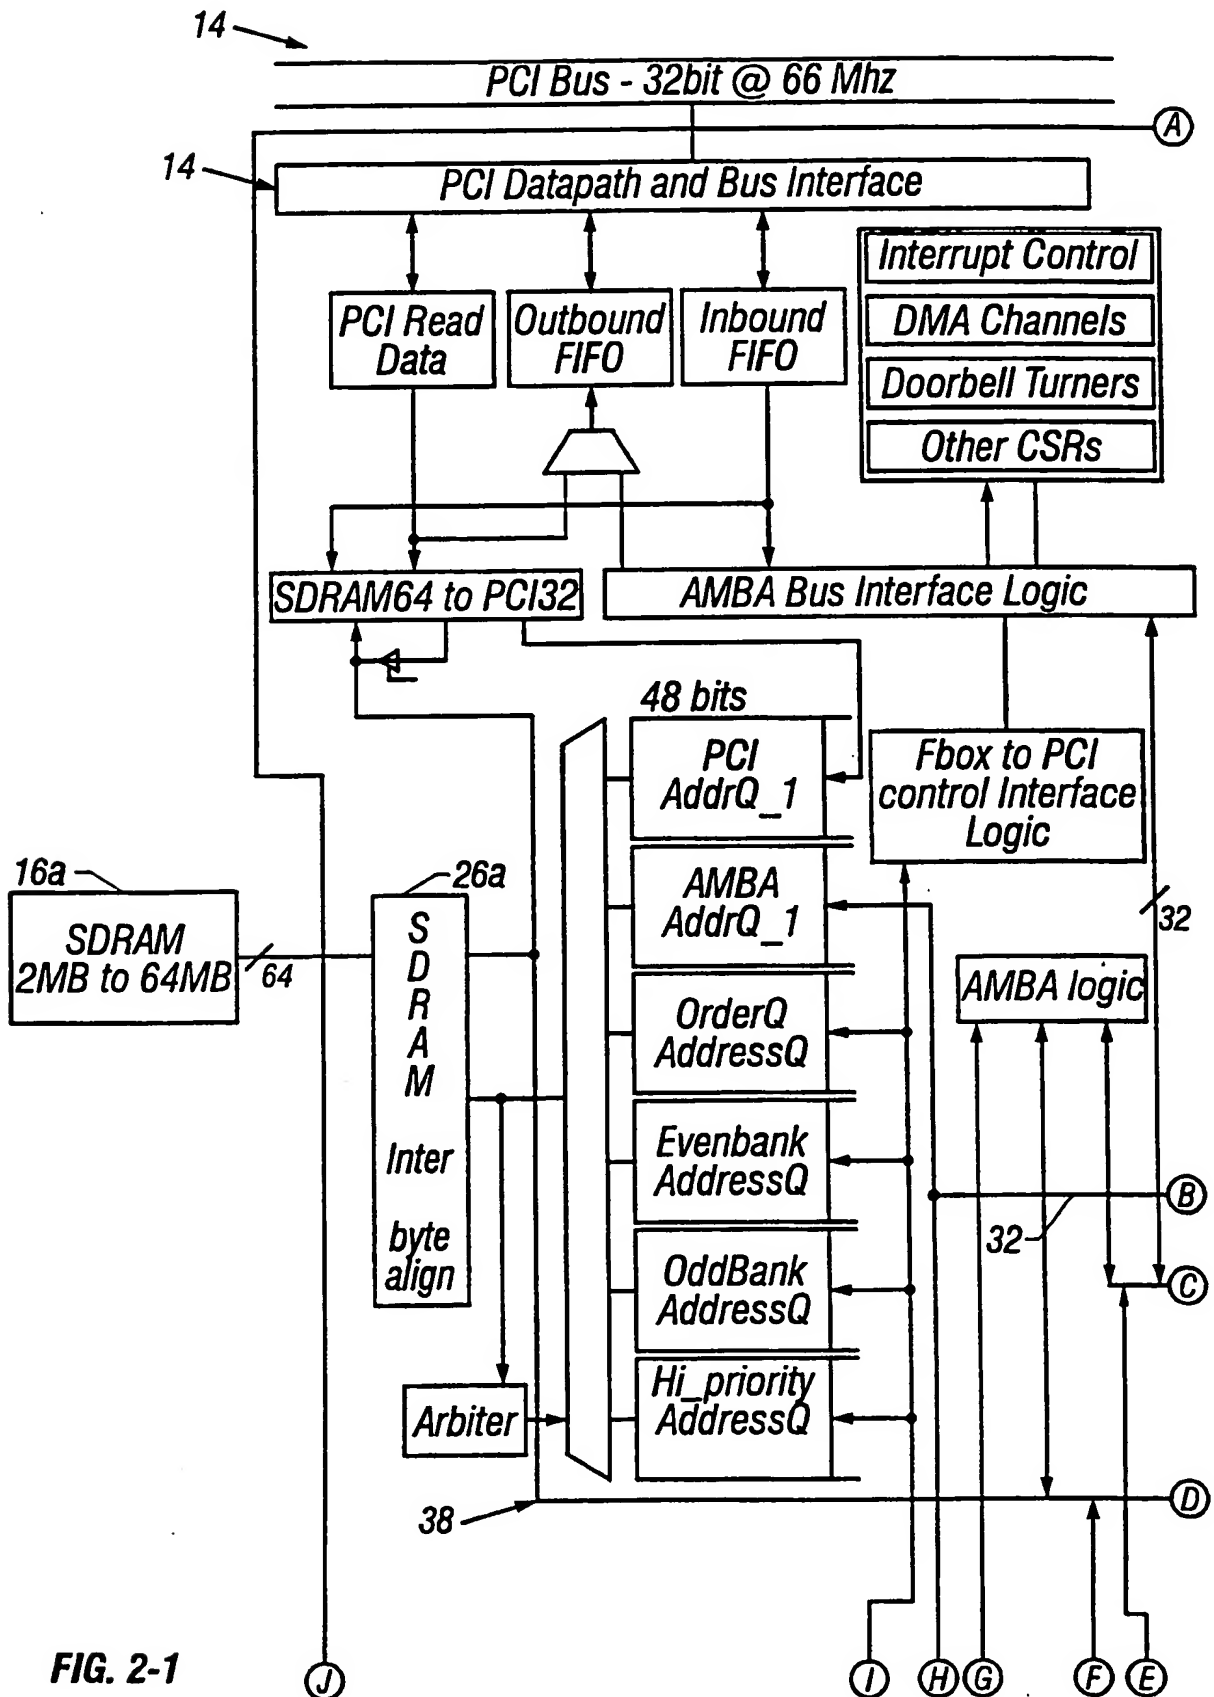 14
PCI Bus - 32bit @ 66 Mhz
A
14
PCI Datapath and Bus Interface
Interrupt Control
DMA Channels
Doorbell Turners
Other CSRs
PCI Read
Data
Outbound
FIFO
Inbound
FIFO
SDRAM64 to PCI32
AMBA Bus Interface Logic
48 bits
PCI
AddrQ_1
Fbox to PCI
control Interface
Logic
16a
SDRAM
2MB to 64MB
64
26a
S
D
R
A
M
Inter
byte
align
AMBA
AddrQ_1
32
AMBA logic
OrderQ
AddressQ
Evenbank
AddressQ
B
32
OddBank
AddressQ
C
Hi_priority
AddressQ
Arbiter
38
D
FIG. 2-1
J
I
H
G
F
E